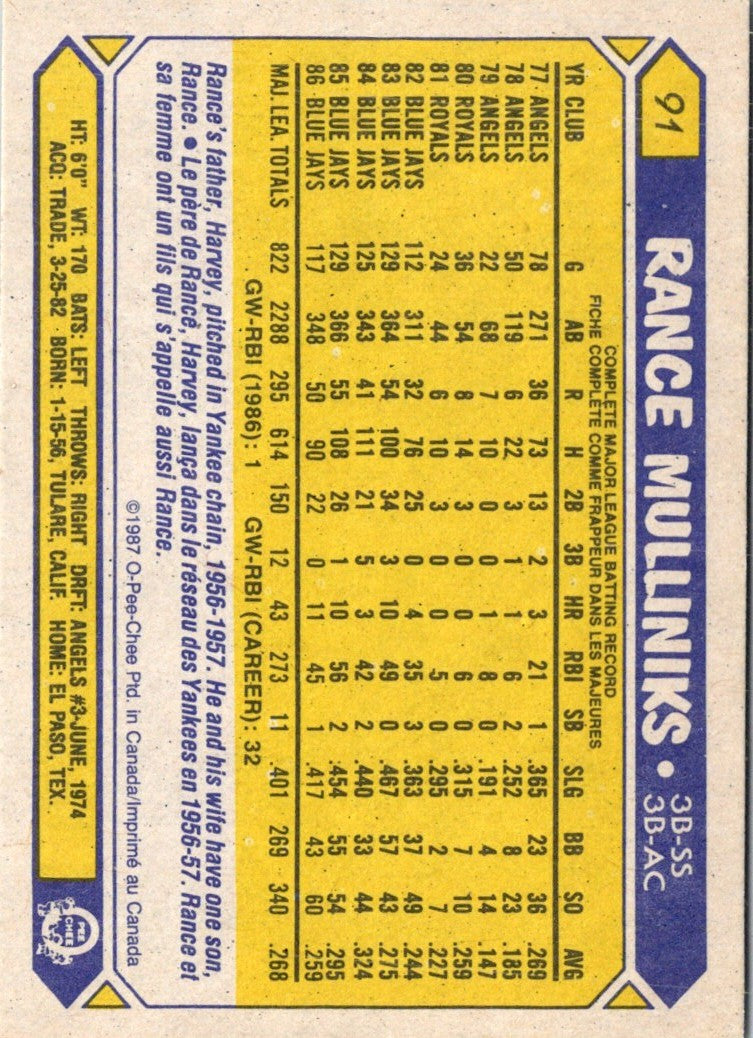 91
RANCE MULLINIKS • 3B-SS
3B-AC
COMPLETE MAJOR LEAGUE BATTING RECORD
FICHE COMPLÈTE COMME FRAPPEUR DANS LES MAJEURES
YR CLUB G AB R H 2B 3B HR RBI SB SLG BB SO AVG
77 ANGELS 78 271 36 73 13 2 3 21 1 .365 23 36 .269
78 ANGELS 50 119 6 22 3 1 1 6 2 .252 8 23 .185
79 ANGELS 22 68 7 10 0 0 1 8 0 .191 4 14 .147
80 ROYALS 36 54 8 14 3 0 0 6 0 .315 7 10 .259
81 ROYALS 24 44 6 10 3 0 0 5 0 .295 2 7 .227
82 BLUE JAYS 112 311 32 76 25 0 4 35 3 .363 37 49 .244
83 BLUE JAYS 129 364 54 100 34 3 10 49 0 .467 57 43 .275
84 BLUE JAYS 125 343 41 111 21 5 3 42 2 .440 33 44 .324
85 BLUE JAYS 129 366 55 108 26 1 10 56 2 .454 55 54 .295
86 BLUE JAYS 117 348 50 90 22 0 11 45 1 .417 43 60 .259
MAJ. LEA. TOTALS 822 2288 295 614 150 12 43 273 11 .401 269 340 .268
GW-RBI (1986): 1 GW-RBI (CAREER): 32
Rance's father, Harvey, pitched in Yankee chain, 1956-1957. He and his wife have one son,
Rance. • Le père de Rance, Harvey, lança dans le réseau des Yankees en 1956-57. Rance et
sa femme ont un fils qui s'appelle aussi Rance.
©1987 O-Pee-Chee Ptd. in Canada/Imprimé au Canada
HT: 6'0" WT: 170 BATS: LEFT THROWS: RIGHT DRFT: ANGELS #3-JUNE, 1974
ACQ: TRADE, 3-25-82 BORN: 1-15-56, TULARE, CALIF. HOME: EL PASO, TEX.
O
PEE
CHEE